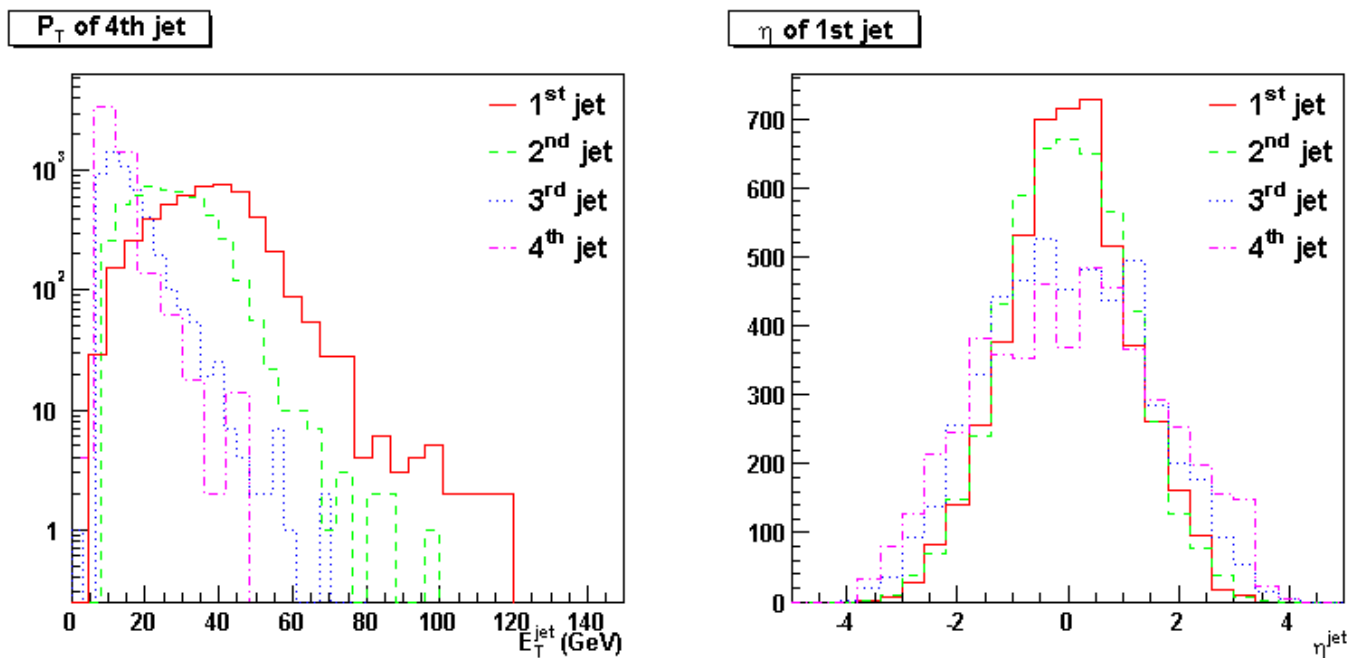 P_T of 4th jet
1^st jet
2^nd jet
3^rd jet
4^th jet
10^3
10^2
10
1
0 20 40 60 80 100 120 140
E_T^jet (GeV)
η of 1st jet
1^st jet
2^nd jet
3^rd jet
4^th jet
700
600
500
400
300
200
100
0
-4 -2 0 2 4
η^jet